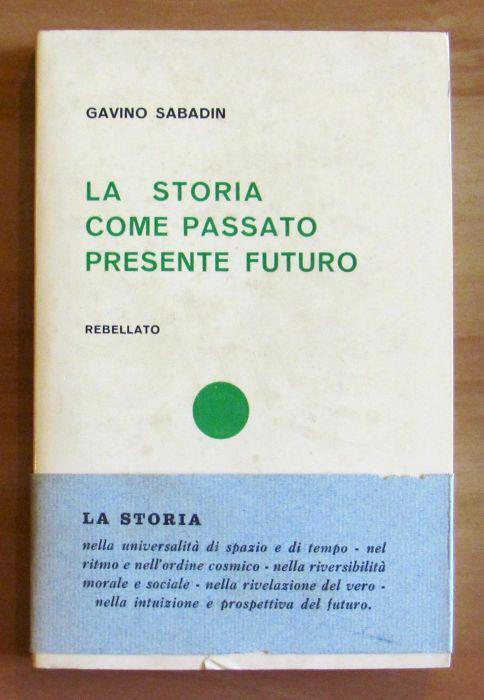 GAVINO SABADIN
LA STORIA
COME PASSATO
PRESENTE FUTURO
REBELLATO
LA STORIA
nella universalità di spazio e di tempo - nel
ritmo e nell'ordine cosmico - nella riversibilità
morale e sociale - nella rivelazione del vero -
nella intuizione e prospettiva del futuro.